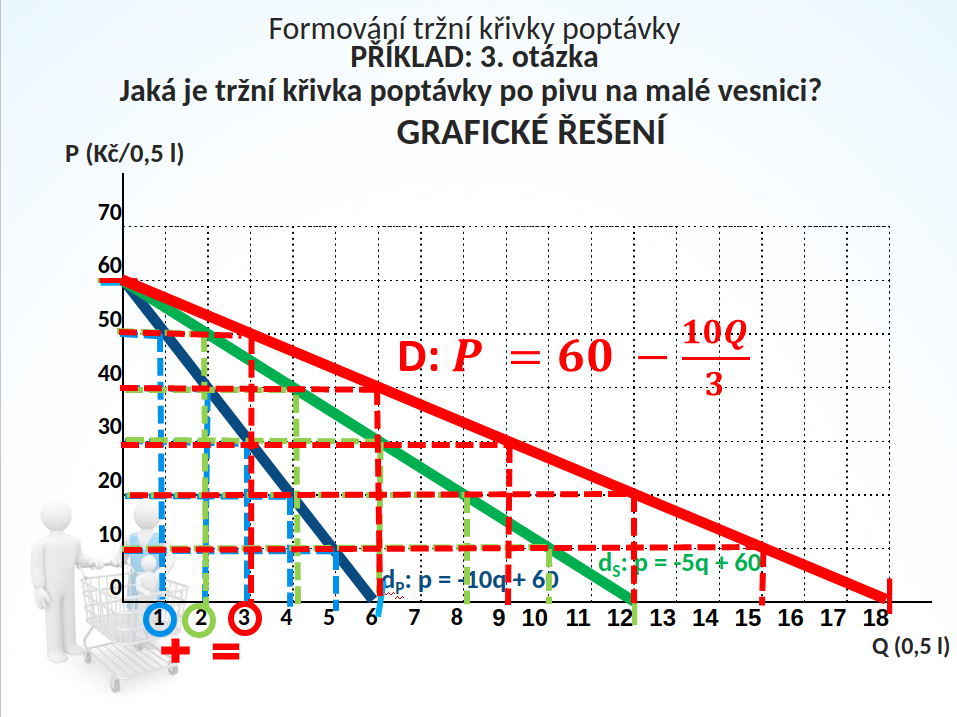 Formování tržní křivky poptávky
PŘÍKLAD: 3. otázka
Jaká je tržní křivka poptávky po pivu na malé vesnici?
GRAFICKÉ ŘEŠENÍ
P (Kč/0,5 l)
70
60
50
40
30
20
10
0
D: P = 60 − 10Q/3
dS: p = -5q + 60
dP: p = -10q + 60
1 2 3 4 5 6 7 8 9 10 11 12 13 14 15 16 17 18
+ =
Q (0,5 l)